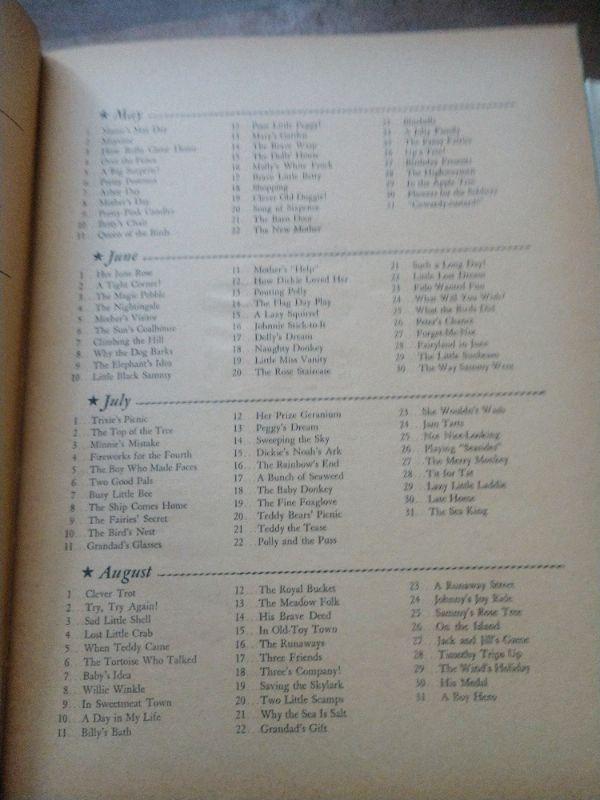 ★ May
1 Mamie's May Day
2
3 How Bobby Came Home
4 Over the Fence
5 A Big Surprise!
6 Pretty Posterers
7 Arbor Day
8 Mother's Day
9 Pretty Pink Candles
10 Betty's Chair
11 Queen of the Birds
12 Poor Little Peggy!
13 Mary's Garden
14 The Brave Wasp
15 The Dolls' House
16 Molly's White Frock
17 Brave Little Betty
18 Shopping
19 Clever Old Doggie!
20 Song of Sixpence
21 The Barn Door
22 The New Mother
23 Bluebells
24 A Jolly Family
25 The Pansy Fairies
26
27 Birthday Presents
28 The Highwayman
29 In the Apple Tree
30 Flowers for the Soldiers
31 "Cowardy-custard!"
★ June
1 Her June Rose
2 A Tight Corner!
3 The Magic Pebble
4 The Nightingale
5 Mother's Visitor
6 The Sun's Coalhouse
7 Climbing the Hill
8 Why the Dog Barks
9 The Elephant's Idea
10 Little Black Sammy
11 Mother's "Help"
12 How Dickie Loved Her
13 Pouring Polly
14 The Flag Day Play
15 A Lazy Squirrel
16 Johnnie Stick-to-It
17 Dolly's Dream
18 Naughty Donkey
19 Little Miss Vanity
20 The Rose Staircase
21 Such a Long Day!
22 Little Lost Dream
23 Fido Wanted Fun
24 What Will You Wish?
25 What the Birds Did
26 Peter's Chance
27 Forget-Me-Not
28 Fairyland in June
29 The Little Sunbeam
30 The Way Sammy Went
★ July
1 Trixie's Picnic
2 The Top of the Tree
3 Minnie's Mistake
4 Fireworks for the Fourth
5 The Boy Who Made Faces
6 Two Good Pals
7 Busy Little Bee
8 The Ship Comes Home
9 The Fairies' Secret
10 The Bird's Nest
11 Grandad's Glasses
12 Her Prize Geranium
13 Peggy's Dream
14 Sweeping the Sky
15 Dickie's Noah's Ark
16 The Rainbow's End
17 A Bunch of Seaweed
18 The Baby Donkey
19 The Fine Foxglove
20 Teddy Bears' Picnic
21 Teddy the Tease
22 Polly and the Puss
23 She Wouldn't Wade
24 Jam Tarts
25 Not Nice-Looking
26 Playing "Seasides"
27 The Merry Monkey
28 Tit for Tat
29 Lazy Little Laddie
30 Late Home
31 The Sea King
★ August
1 Clever Trot
2 Try, Try Again!
3 Sad Little Shell
4 Lost Little Crab
5 When Teddy Came
6 The Tortoise Who Talked
7 Baby's Idea
8 Willie Winkle
9 In Sweetmeat Town
10 A Day in My Life
11 Billy's Bath
12 The Royal Bucket
13 The Meadow Folk
14 His Brave Deed
15 In Old-Toy Town
16 The Runaways
17 Three Friends
18 Three's Company!
19 Saving the Skylark
20 Two Little Scamps
21 Why the Sea Is Salt
22 Grandad's Gift
23 A Runaway Street
24 Johnny's Joy Ride
25 Sammy's Rose Tree
26 On the Island
27 Jack and Jill's Game
28 Timothy Trips Up
29 The Wind's Holiday
30 His Medal
31 A Boy Hero